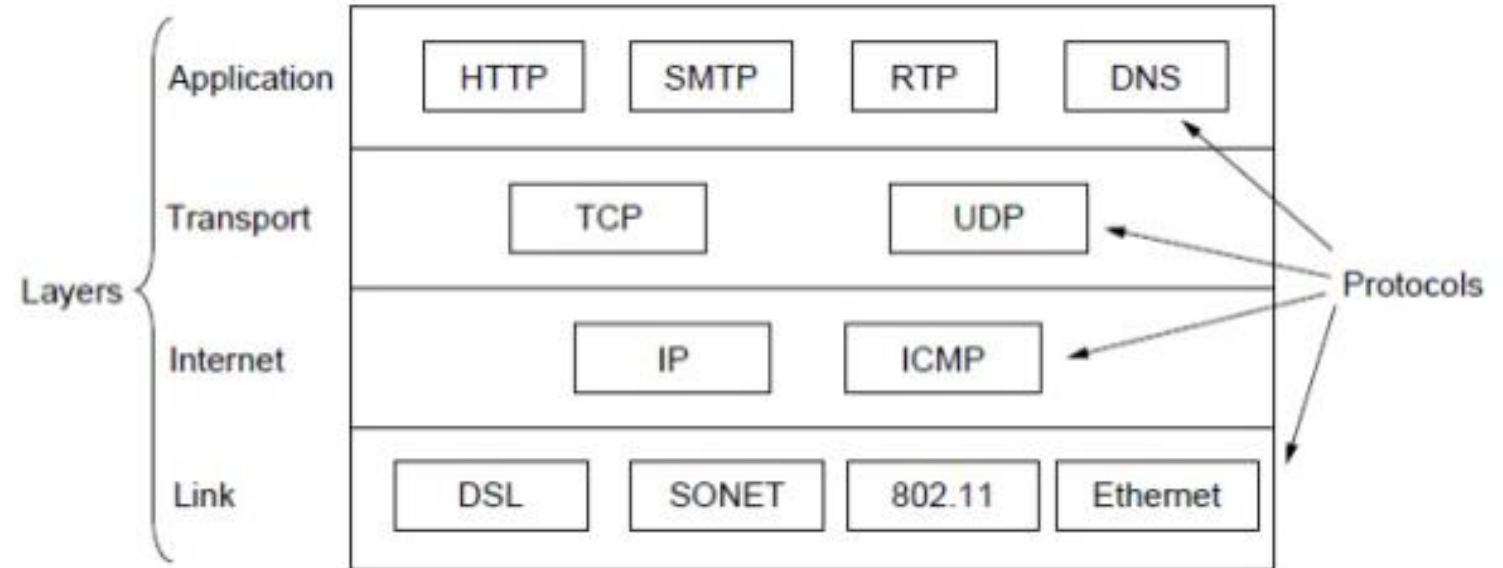 Application HTTP SMTP RTP DNS
Transport TCP UDP
Layers Protocols
Internet IP ICMP
Link DSL SONET 802.11 Ethernet